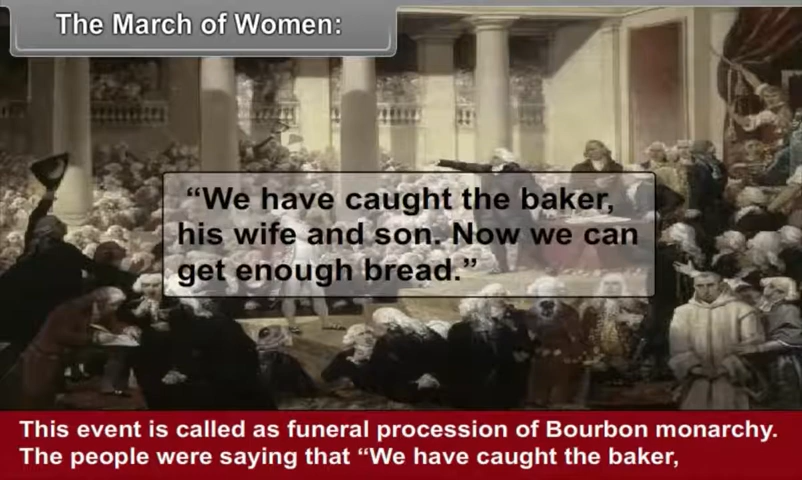 The March of Women:
“We have caught the baker,
his wife and son. Now we can
get enough bread.”
This event is called as funeral procession of Bourbon monarchy.
The people were saying that “We have caught the baker,